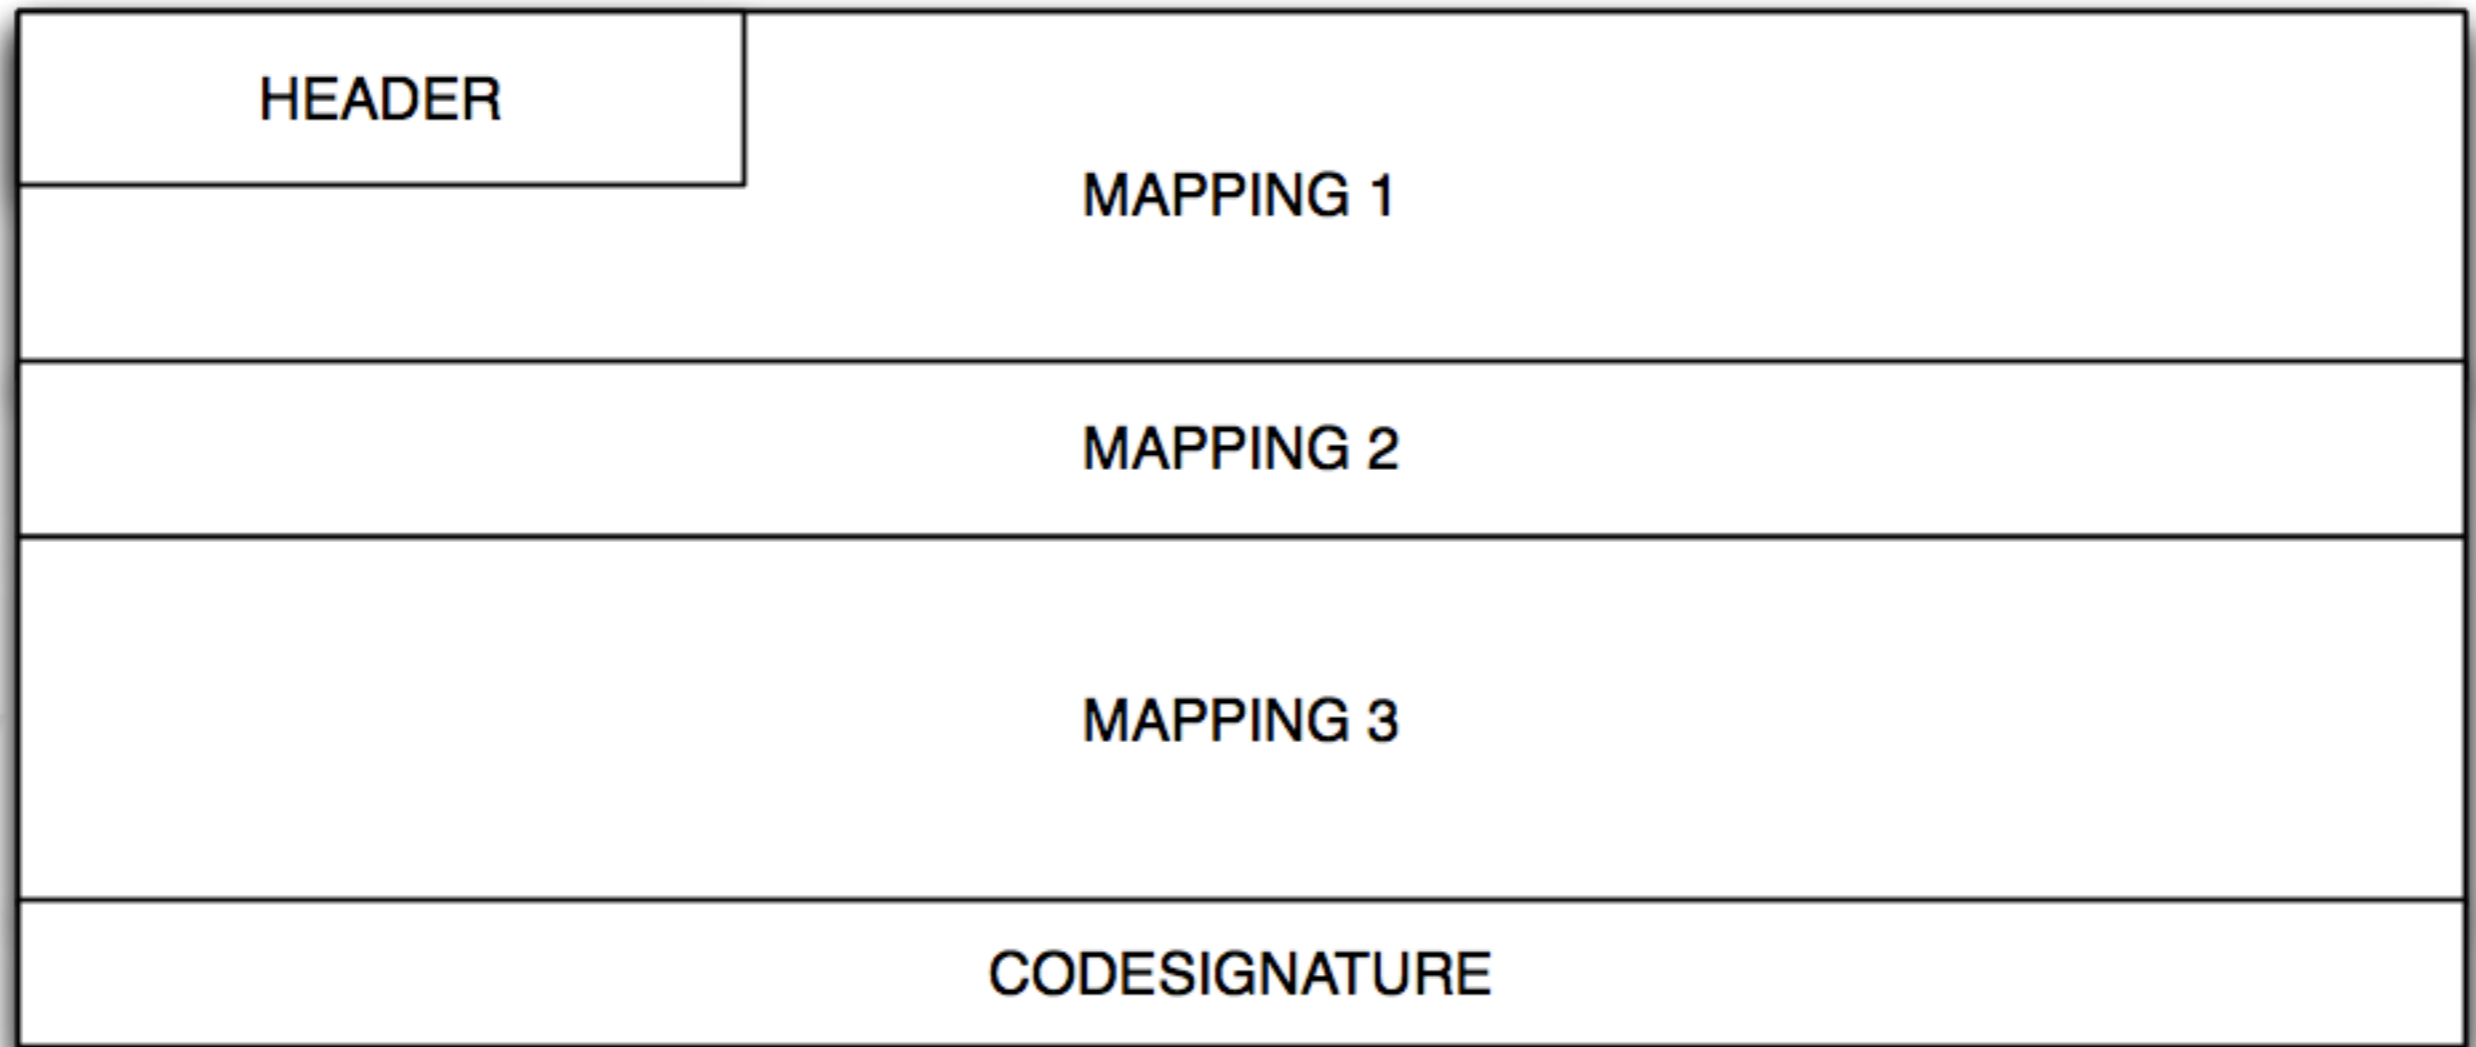 HEADER
MAPPING 1
MAPPING 2
MAPPING 3
CODESIGNATURE